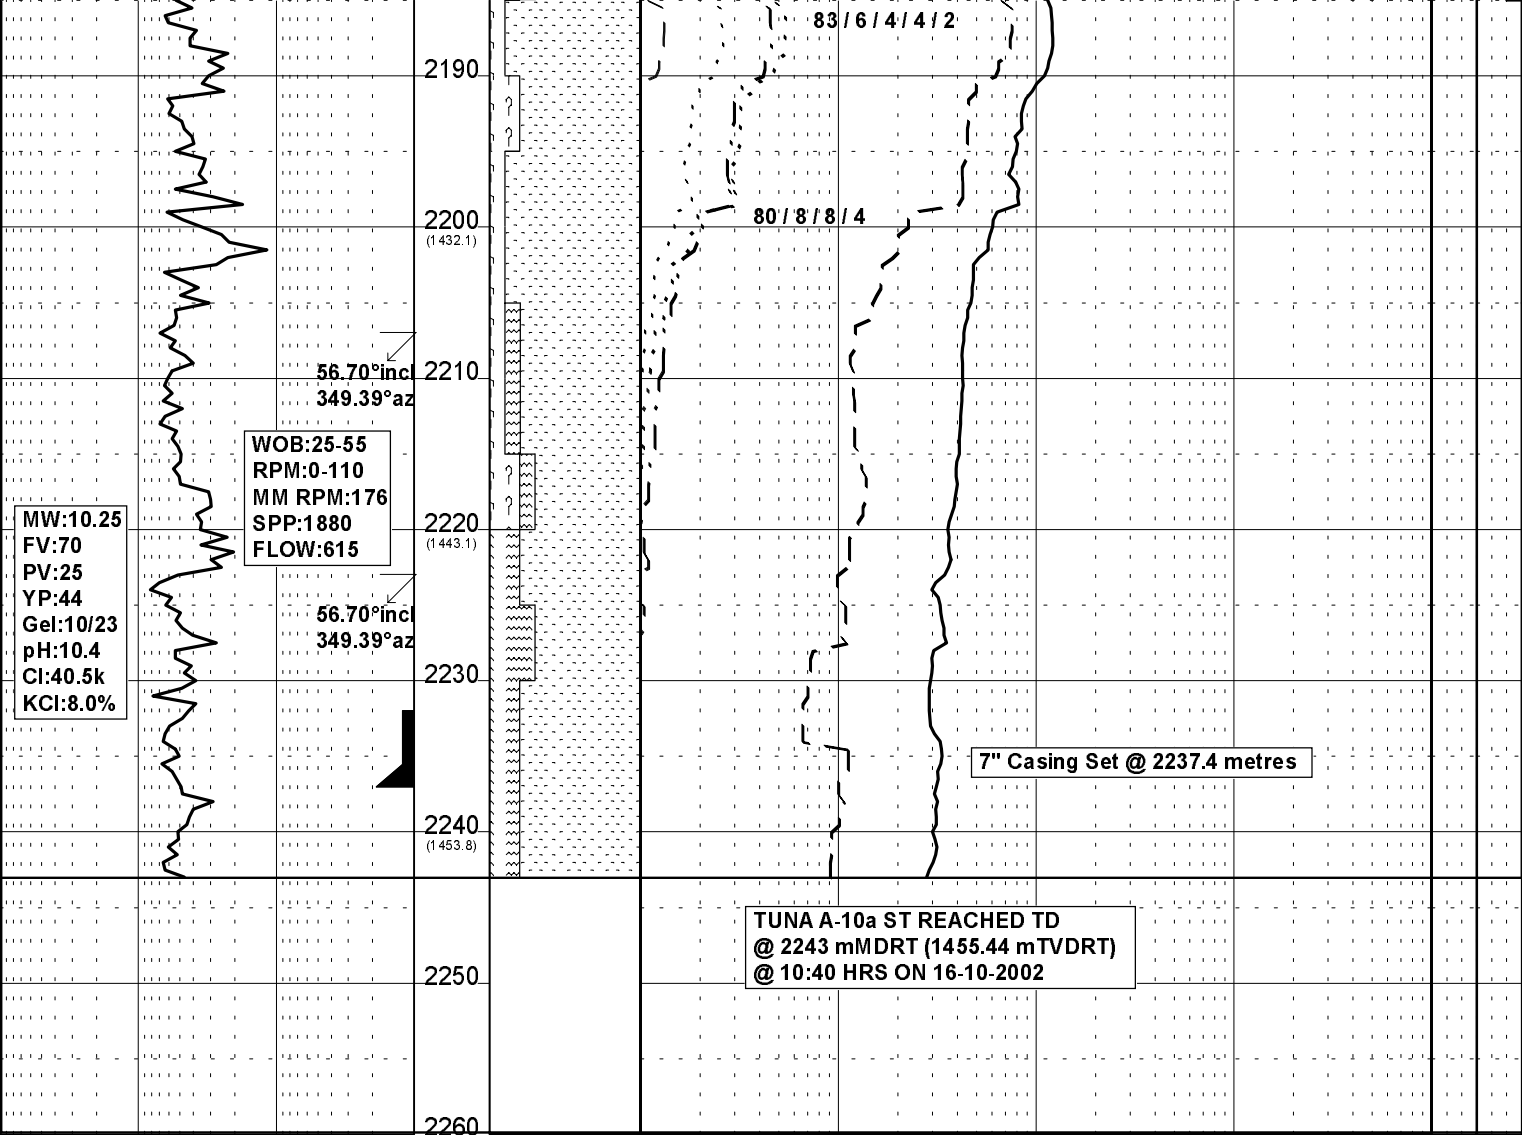 83 / 6 / 4 / 4 / 2
2190
80 / 8 / 8 / 4
2200
(1432.1)
56.70°incl
349.39°az
2210
WOB:25-55
RPM:0-110
MM RPM:176
SPP:1880
FLOW:615
MW:10.25
FV:70
PV:25
YP:44
Gel:10/23
pH:10.4
Cl:40.5k
KCl:8.0%
2220
(1443.1)
56.70°incl
349.39°az
2230
7" Casing Set @ 2237.4 metres
2240
(1453.8)
TUNA A-10a ST REACHED TD
@ 2243 mMDRT (1455.44 mTVDRT)
@ 10:40 HRS ON 16-10-2002
2250
2260